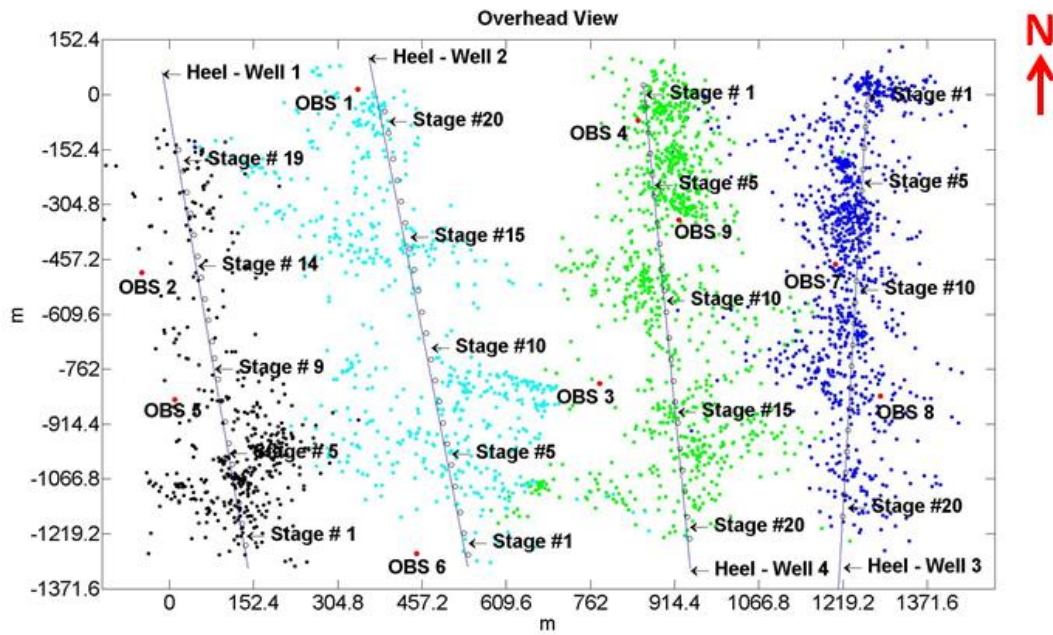 Overhead View
N
152.4
0
-152.4
-304.8
-457.2
-609.6
-762
-914.4
-1066.8
-1219.2
-1371.6
m
Heel - Well 1
Heel - Well 2
OBS 1
Stage #20
Stage # 1
Stage #1
OBS 4
Stage # 19
Stage #5
Stage #5
OBS 9
Stage #15
Stage # 14
OBS 2
OBS 7
Stage #10
Stage #10
Stage #10
Stage # 9
OBS 3
OBS 5
OBS 8
Stage #15
Stage # 5
Stage #5
Stage #20
Stage #20
Stage # 1
Stage #1
OBS 6
Heel - Well 4
Heel - Well 3
0 152.4 304.8 457.2 609.6 762 914.4 1066.8 1219.2 1371.6
m